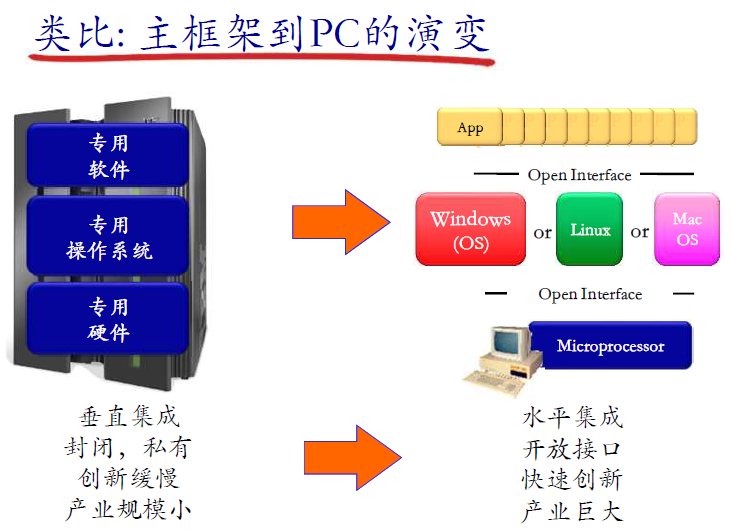 类比: 主框架到PC的演变
专用
软件
专用
操作系统
专用
硬件
垂直集成
封闭，私有
创新缓慢
产业规模小
App
Open Interface
Windows
(OS)
or
Linux
or
Mac
OS
Open Interface
Microprocessor
水平集成
开放接口
快速创新
产业巨大